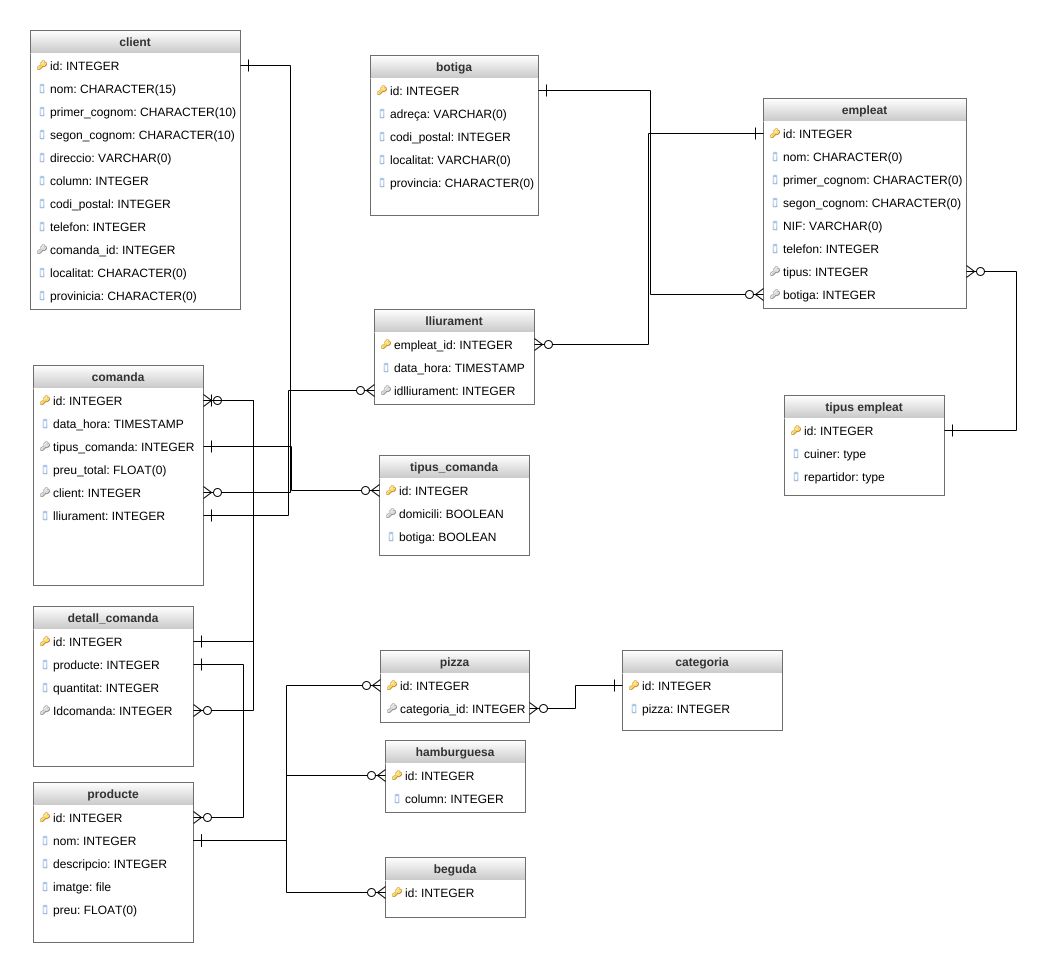 client
id: INTEGER
nom: CHARACTER(15)
primer_cognom: CHARACTER(10)
segon_cognom: CHARACTER(10)
direccio: VARCHAR(0)
column: INTEGER
codi_postal: INTEGER
telefon: INTEGER
comanda_id: INTEGER
localitat: CHARACTER(0)
provinicia: CHARACTER(0)
botiga
id: INTEGER
adreça: VARCHAR(0)
codi_postal: INTEGER
localitat: VARCHAR(0)
provincia: CHARACTER(0)
empleat
id: INTEGER
nom: CHARACTER(0)
primer_cognom: CHARACTER(0)
segon_cognom: CHARACTER(0)
NIF: VARCHAR(0)
telefon: INTEGER
tipus: INTEGER
botiga: INTEGER
lliurament
empleat_id: INTEGER
data_hora: TIMESTAMP
idlliurament: INTEGER
comanda
id: INTEGER
data_hora: TIMESTAMP
tipus_comanda: INTEGER
preu_total: FLOAT(0)
client: INTEGER
lliurament: INTEGER
tipus empleat
id: INTEGER
cuiner: type
repartidor: type
tipus_comanda
id: INTEGER
domicili: BOOLEAN
botiga: BOOLEAN
detall_comanda
id: INTEGER
producte: INTEGER
quantitat: INTEGER
Idcomanda: INTEGER
pizza
id: INTEGER
categoria_id: INTEGER
categoria
id: INTEGER
pizza: INTEGER
hamburguesa
id: INTEGER
column: INTEGER
producte
id: INTEGER
nom: INTEGER
descripcio: INTEGER
imatge: file
preu: FLOAT(0)
beguda
id: INTEGER